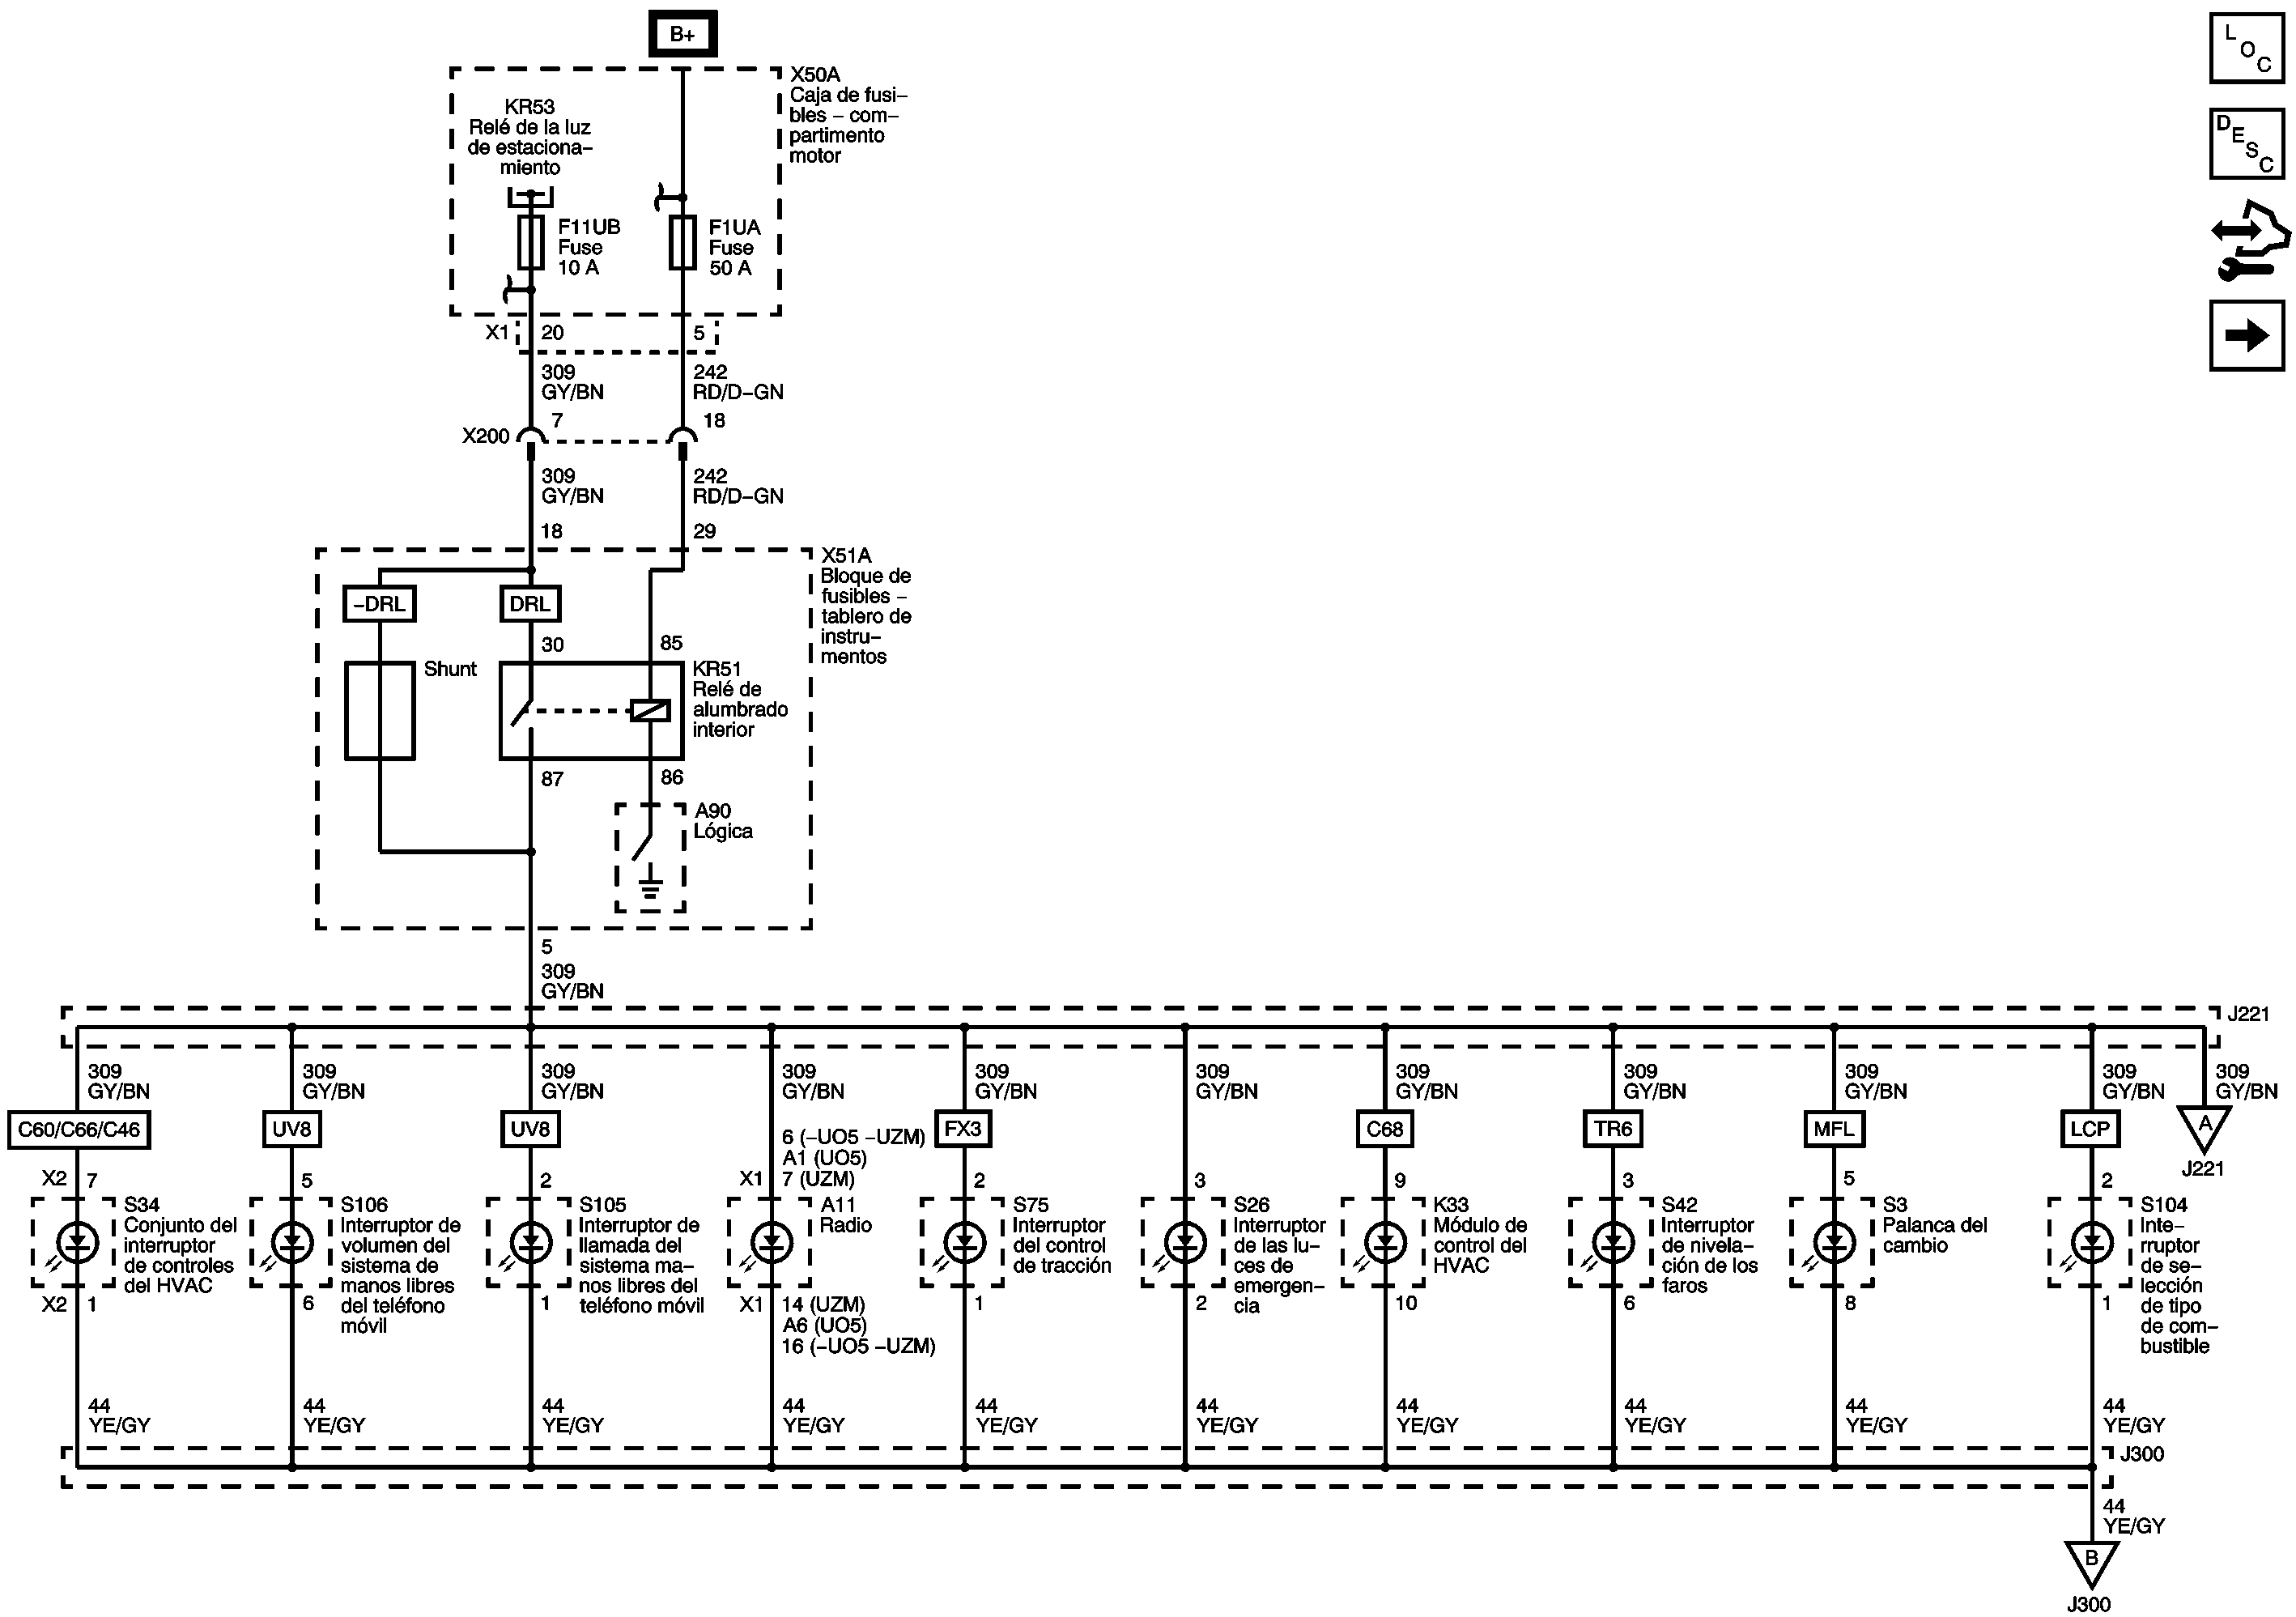 B+
L
O
C
D
E
S
C
X50A
Caja de fusi–
bles – com–
partimento
motor
KR53
Relé de la luz
de estaciona–
miento
F11UB
Fuse
10 A
F1UA
Fuse
50 A
X1 20 5
309
GY/BN
242
RD/D–GN
7 18
X200
309
GY/BN
242
RD/D–GN
18 29
X51A
Bloque de
fusibles –
tablero de
instru–
mentos
–DRL DRL
30 85
Shunt
KR51
Relé de
alumbrado
interior
87 86
A90
Lógica
5
309
GY/BN
J221
309
GY/BN
309
GY/BN
309
GY/BN
309
GY/BN
309
GY/BN
309
GY/BN
309
GY/BN
309
GY/BN
309
GY/BN
309
GY/BN
309
GY/BN
C60/C66/C46
UV8
UV8
6 (–UO5 –UZM)
A1 (UO5)
X1 7 (UZM)
FX3
C68
TR6
MFL
LCP
A
J221
X2 7
S34
Conjunto del
interruptor
de controles
del HVAC
X2 1
5
S106
Interruptor de
volumen del
sistema de
manos libres
del teléfono
móvil
6
2
S105
Interruptor de
llamada del
sistema ma–
nos libres del
teléfono móvil
1
A11
Radio
X1 14 (UZM)
A6 (UO5)
16 (–UO5 –UZM)
2
S75
Interruptor
del control
de tracción
1
3
S26
Interruptor
de las lu–
ces de
emergen–
cia
2
9
K33
Módulo de
control del
HVAC
10
3
S42
Interruptor
de nivela–
ción de los
faros
6
5
S3
Palanca del
cambio
8
2
S104
Inte–
rruptor
de se–
lección
de tipo
de com–
bustible
1
44
YE/GY
44
YE/GY
44
YE/GY
44
YE/GY
44
YE/GY
44
YE/GY
44
YE/GY
44
YE/GY
44
YE/GY
44
YE/GY
J300
44
YE/GY
B
J300